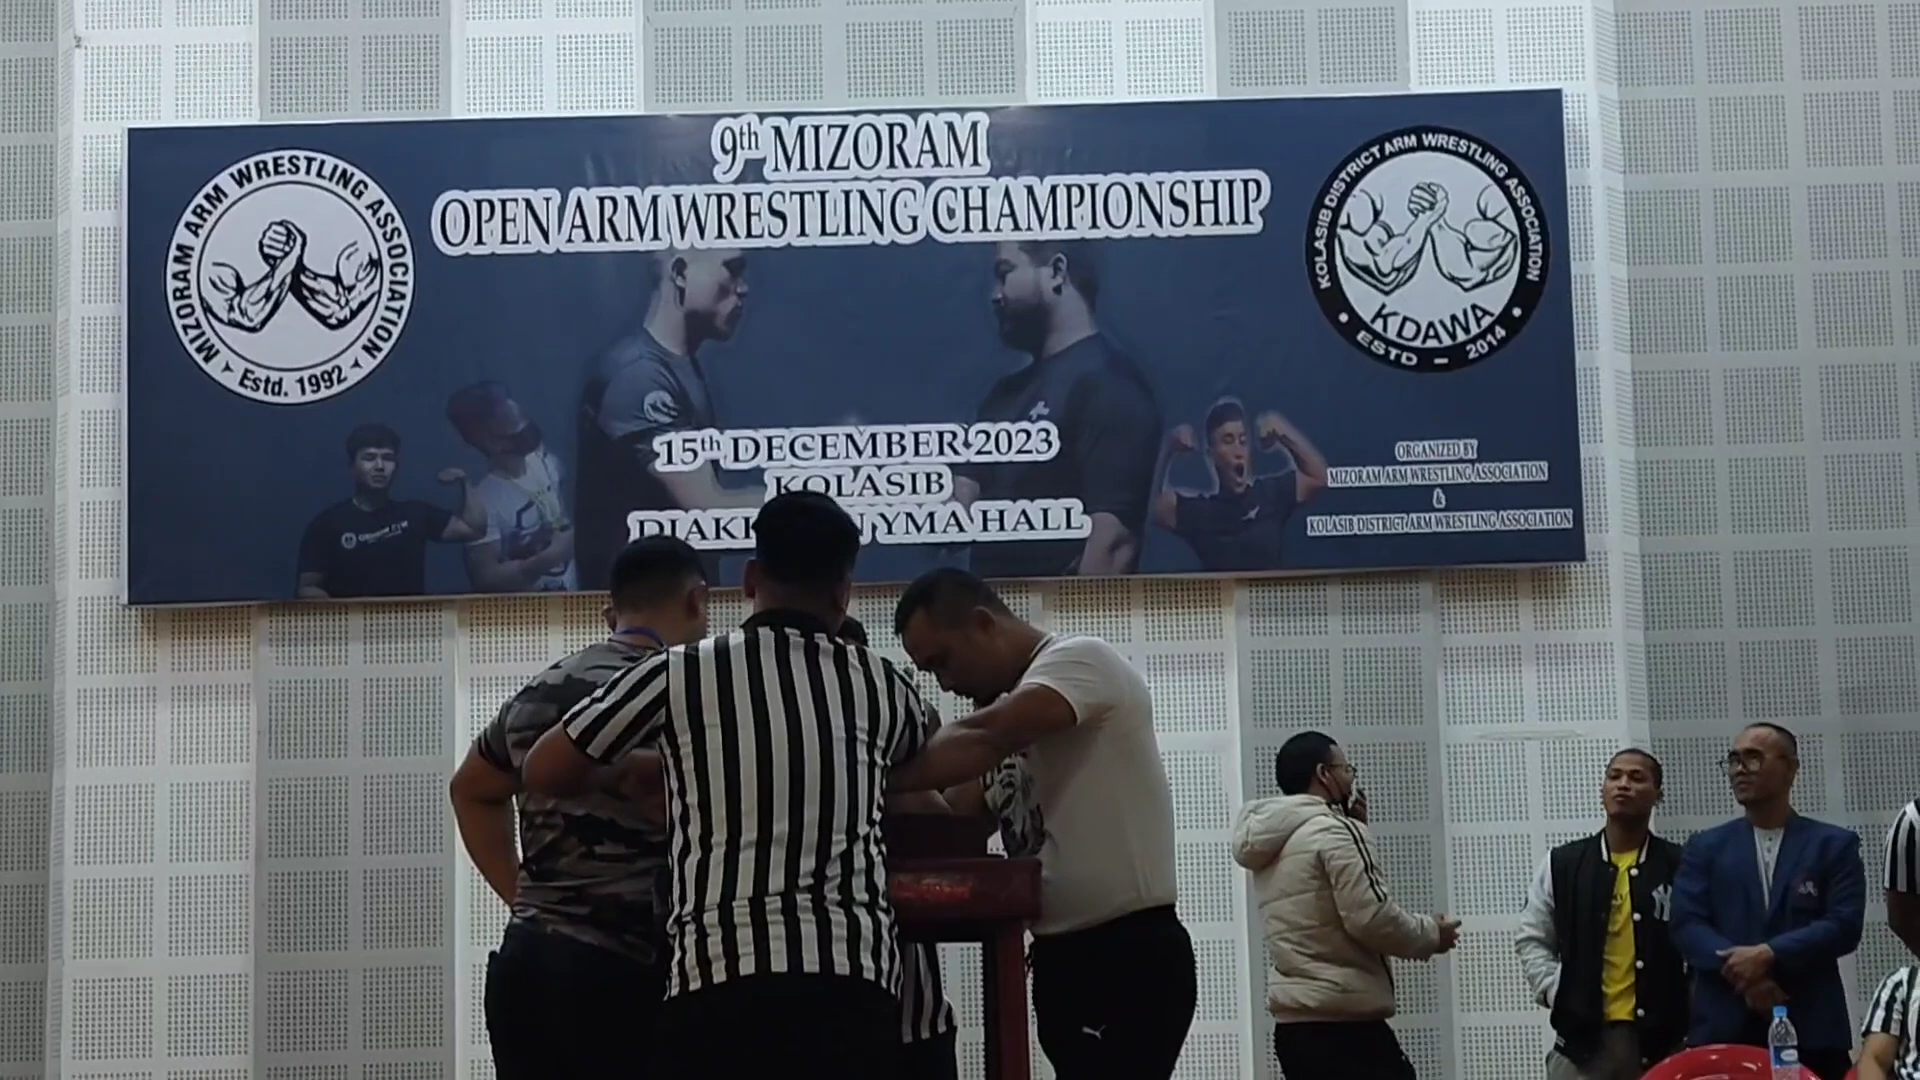 9th MIZORAM
OPEN ARM WRESTLING CHAMPIONSHIP
MIZORAM ARM WRESTLING ASSOCIATION
Estd. 1992
KOLASIB DISTRICT ARM WRESTLING ASSOCIATION
KDAWA
ESTD - 2014
15th DECEMBER 2023
KOLASIB
YMA HALL
ORGANIZED BY
MIZORAM ARM WRESTLING ASSOCIATION
&
KOLASIB DISTRICT ARM WRESTLING ASSOCIATION